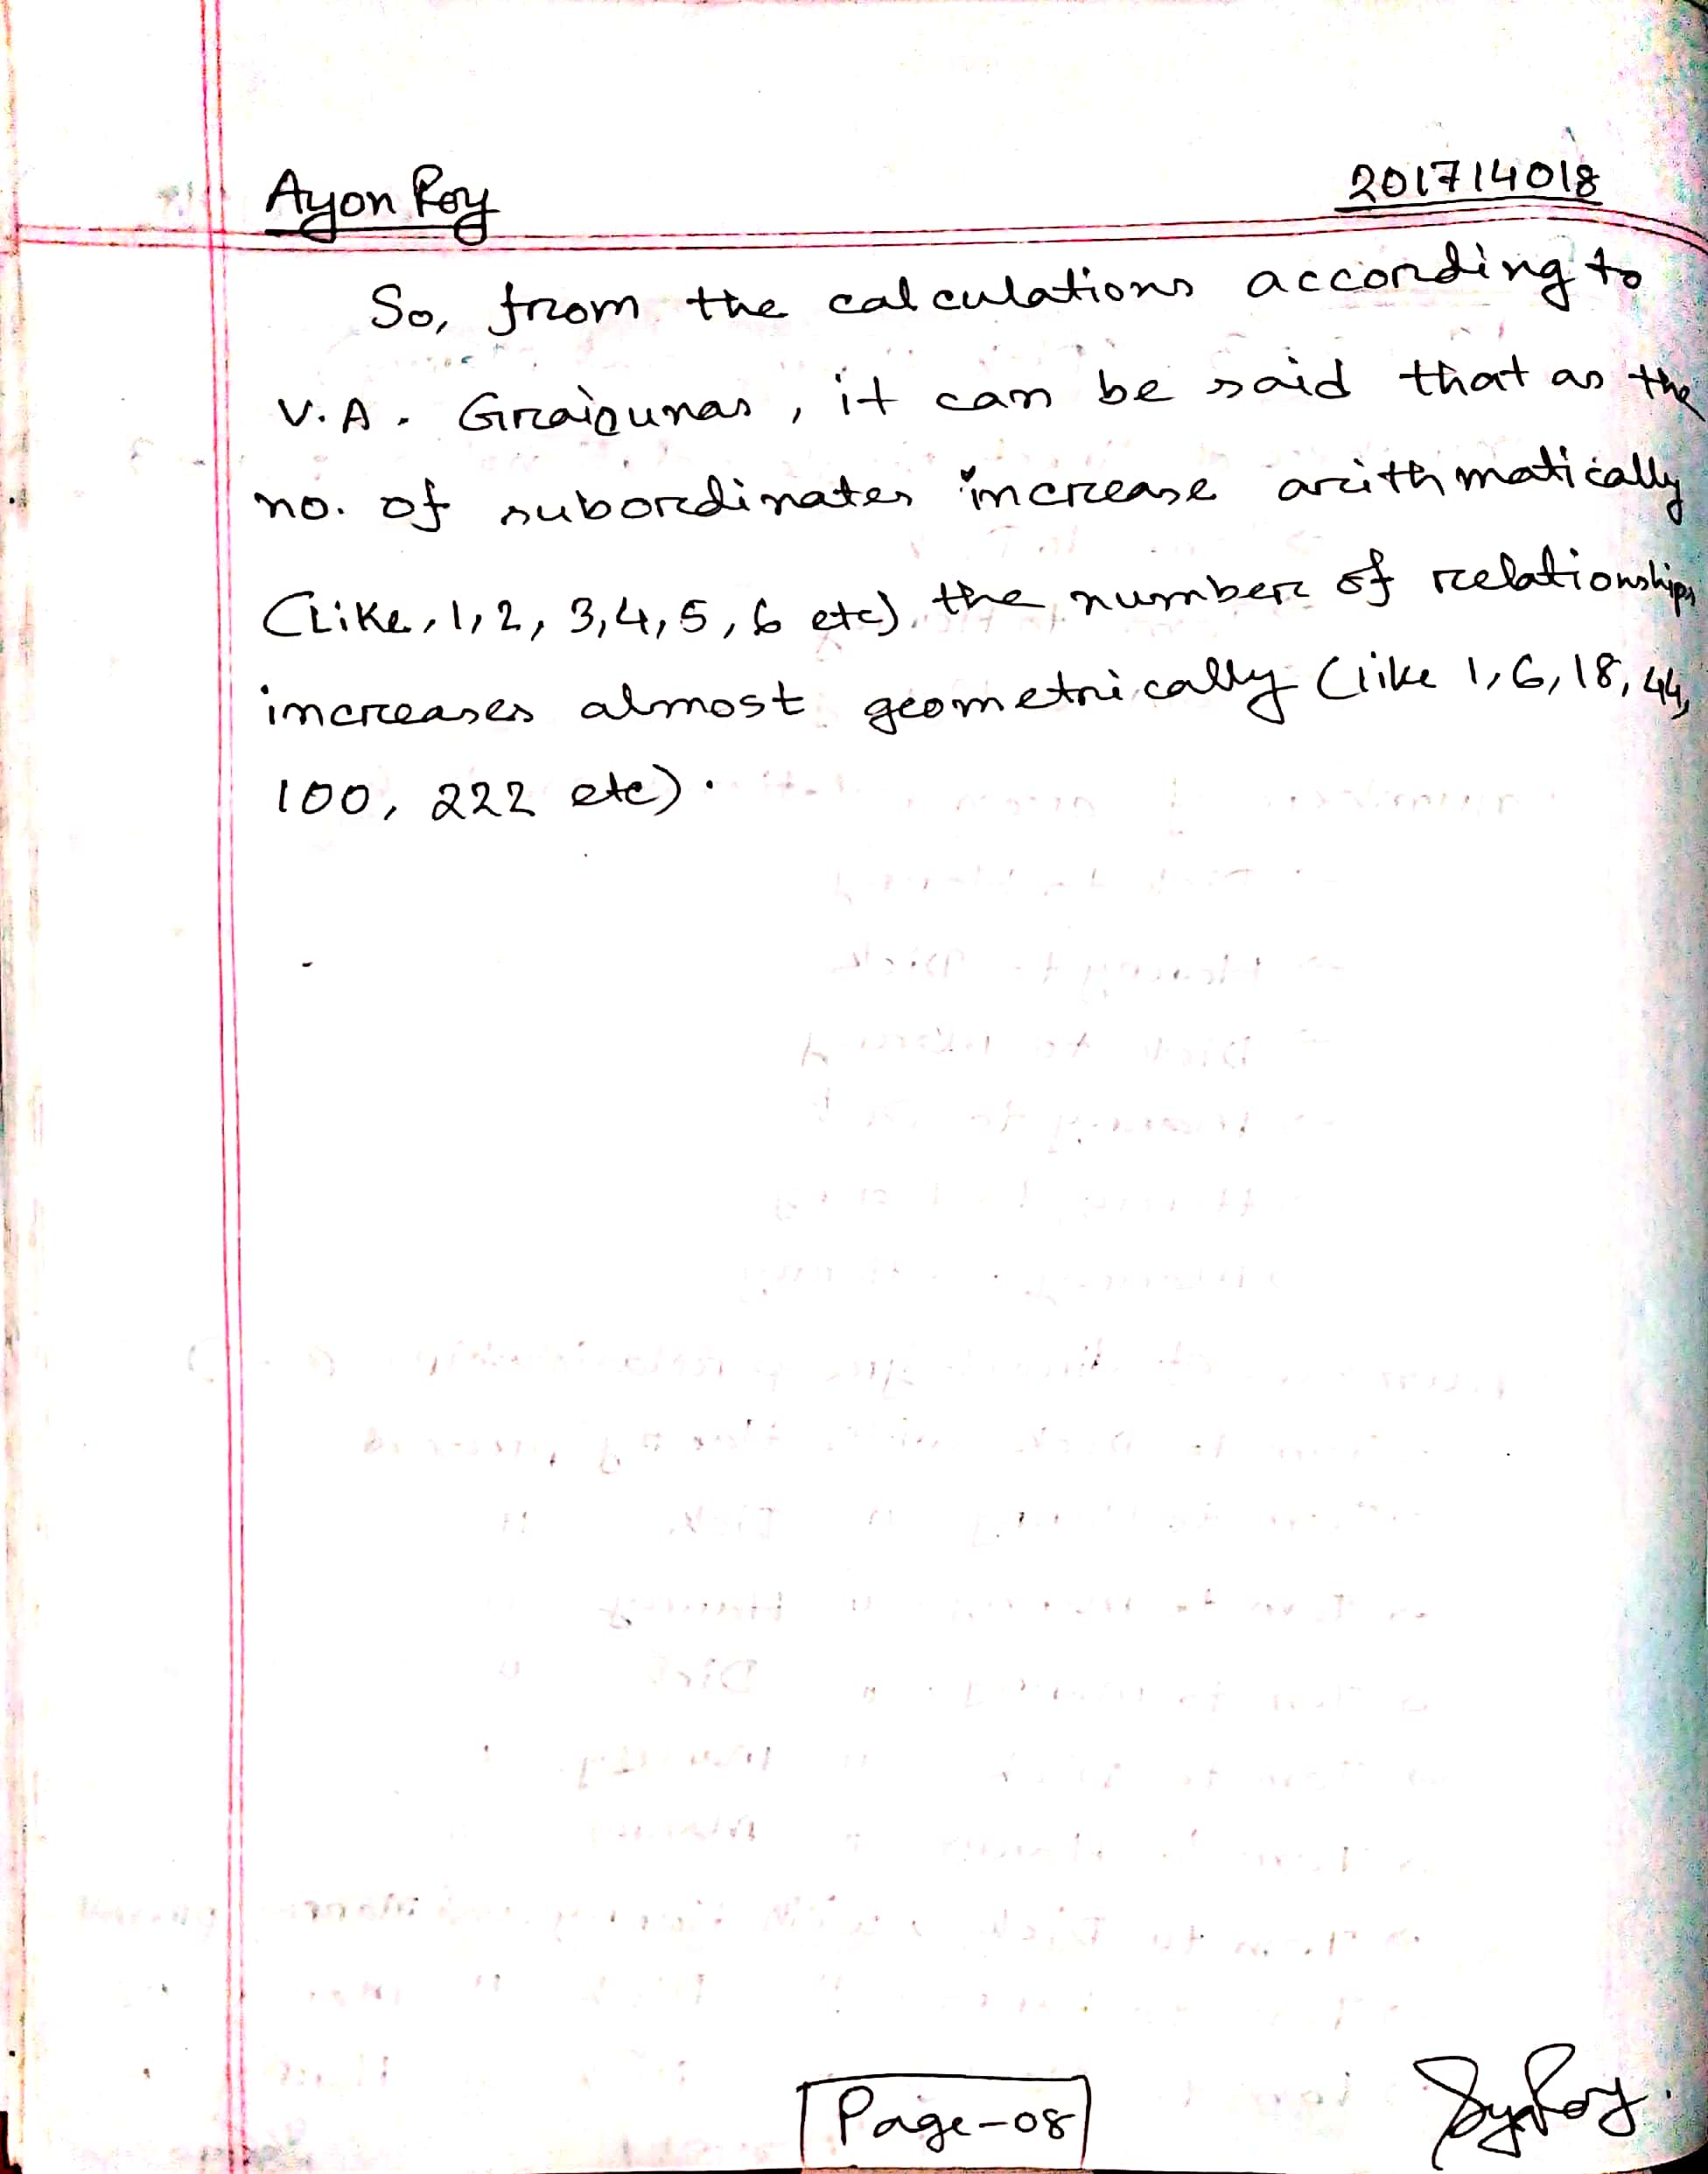 Ayon Roy
201714018
So, from the calculations according to
V.A. Graicunas, it can be said that as the
no. of subordinates increase arithmatically
(Like, 1, 2, 3, 4, 5, 6 etc) the number of relationships
increases almost geometrically (like 1, 6, 18, 44,
100, 222 etc).
Page-08